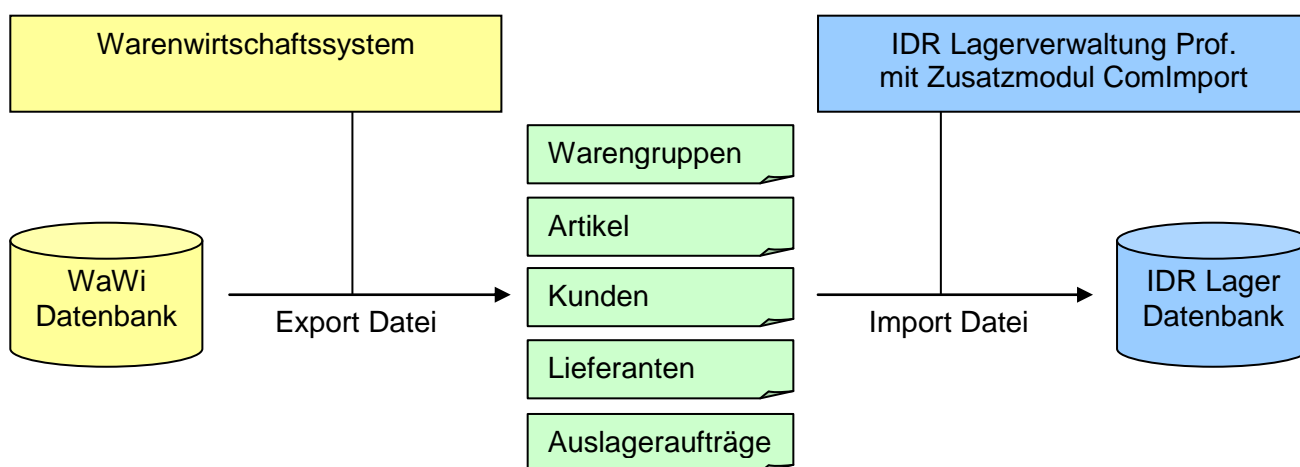 Warenwirtschaftssystem
IDR Lagerverwaltung Prof.
mit Zusatzmodul ComImport
Warengruppen
Artikel
Kunden
Lieferanten
Auslageraufträge
WaWi
Datenbank
Export Datei
Import Datei
IDR Lager
Datenbank